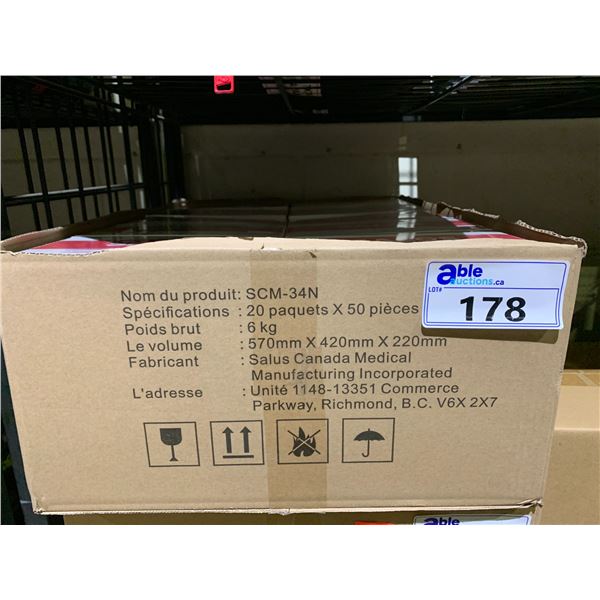 able
auctions.ca
LOT#
178
Nom du produit: SCM-34N
Spécifications : 20 paquets X 50 pièces
Poids brut : 6 kg
Le volume : 570mm X 420mm X 220mm
Fabricant : Salus Canada Medical
Manufacturing Incorporated
L'adresse : Unité 1148-13351 Commerce
Parkway, Richmond, B.C. V6X 2X7
able